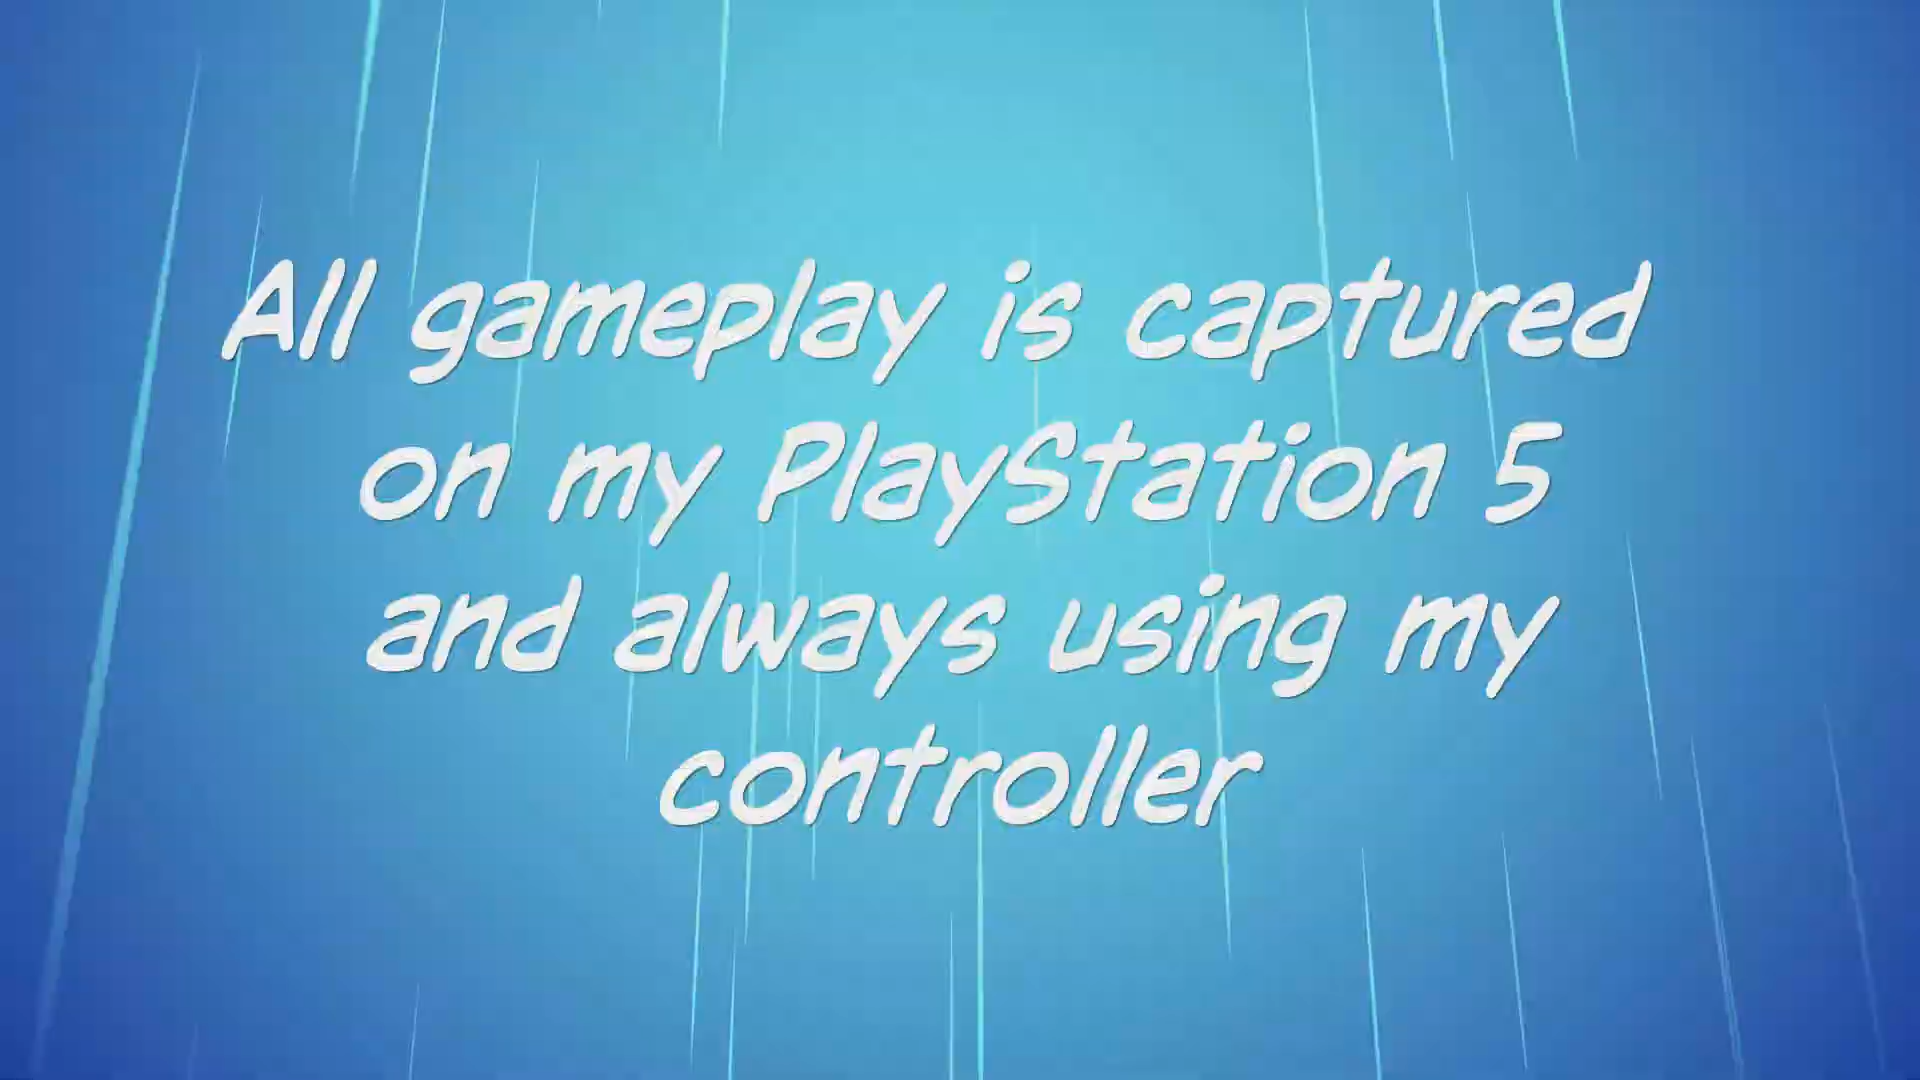 All gameplay is captured
on my PlayStation 5
and always using my
controller